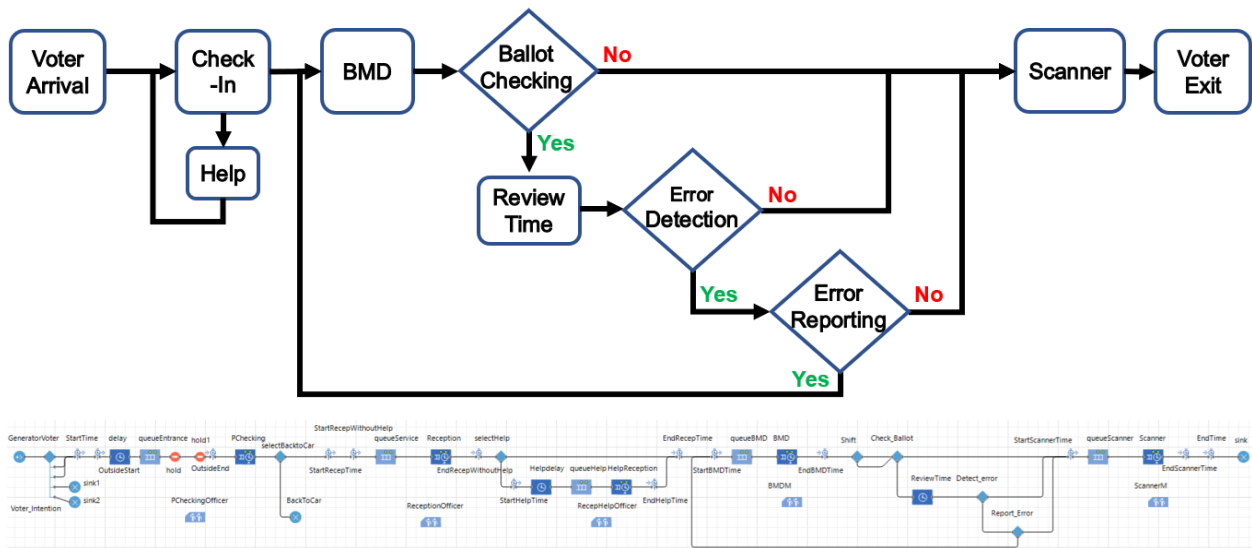 Voter
Arrival
Check
-In
Help
BMD
Ballot
Checking
No
Yes
Review
Time
Error
Detection
No
Yes
Error
Reporting
No
Yes
Scanner
Voter
Exit
GeneratorVoter
StartTime
delay
queueEntrance
hold1
PChecking
selectBacktoCar
StartRecepWithoutHelp
queueService
Reception
selectHelp
EndRecepTime
queueBMD
BMD
Shift
Check_Ballot
StartScannerTime
queueScanner
Scanner
EndTime
sink
OutsideStart
hold
OutsideEnd
StartRecepTime
EndRecepWithoutHelp
Helpdelay
queueHelp
HelpReception
StartBMDTime
EndBMDTime
EndScannerTime
sink1
sink2
Voter_Intention
PCheckingOfficer
BackToCar
ReceptionOfficer
StartHelpTime
EndHelpTime
RecepHelpOfficer
BMDM
ReviewTime
Detect_error
Report_Error
ScannerM